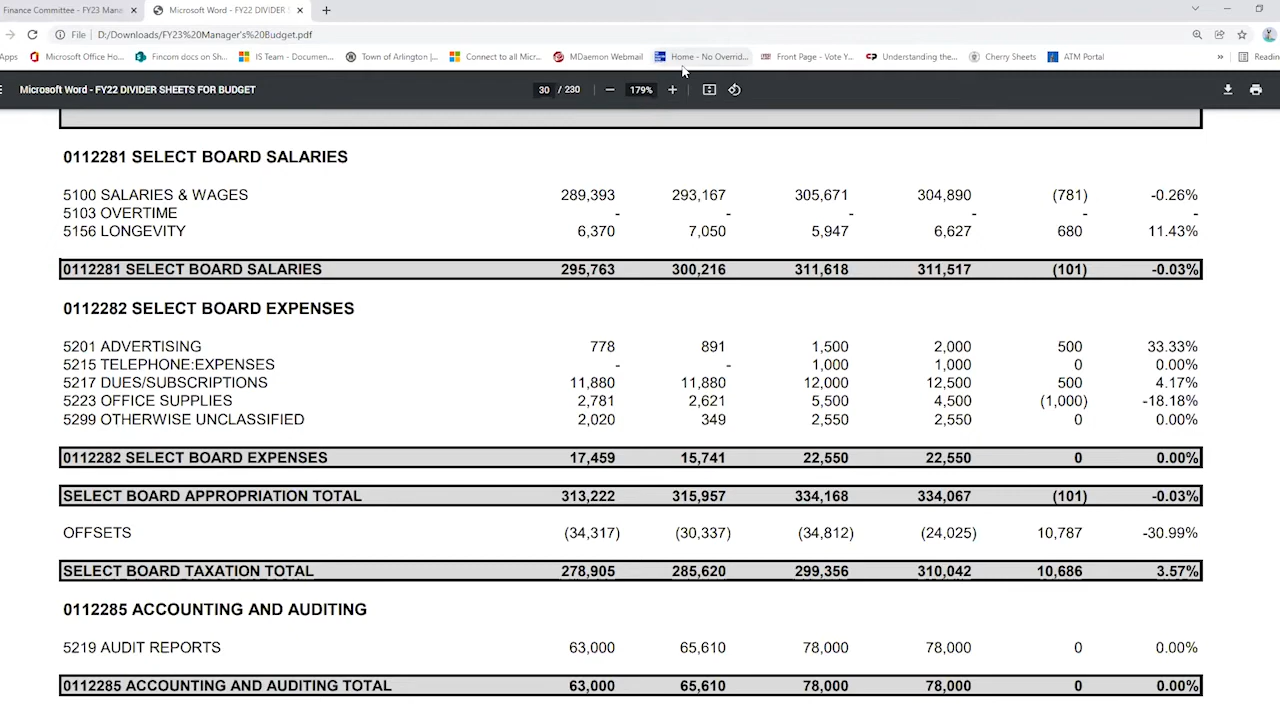 Finance Committee - FY23 Mana
Microsoft Word - FY22 DIVIDER S
File D:/Downloads/FY23%20Manager's%20Budget.pdf
Apps Microsoft Office Ho... Fincom docs on Sh... IS Team - Documen... Town of Arlington |... Connect to all Micr... MDaemon Webmail Home - No Overrid... Front Page - Vote Y... Understanding the... Cherry Sheets ATM Portal » Readin
Microsoft Word - FY22 DIVIDER SHEETS FOR BUDGET 30 / 230 − 179% +
0112281 SELECT BOARD SALARIES
5100 SALARIES & WAGES 289,393 293,167 305,671 304,890 (781) -0.26%
5103 OVERTIME - - - - - -
5156 LONGEVITY 6,370 7,050 5,947 6,627 680 11.43%
0112281 SELECT BOARD SALARIES 295,763 300,216 311,618 311,517 (101) -0.03%
0112282 SELECT BOARD EXPENSES
5201 ADVERTISING 778 891 1,500 2,000 500 33.33%
5215 TELEPHONE:EXPENSES - - 1,000 1,000 0 0.00%
5217 DUES/SUBSCRIPTIONS 11,880 11,880 12,000 12,500 500 4.17%
5223 OFFICE SUPPLIES 2,781 2,621 5,500 4,500 (1,000) -18.18%
5299 OTHERWISE UNCLASSIFIED 2,020 349 2,550 2,550 0 0.00%
0112282 SELECT BOARD EXPENSES 17,459 15,741 22,550 22,550 0 0.00%
SELECT BOARD APPROPRIATION TOTAL 313,222 315,957 334,168 334,067 (101) -0.03%
OFFSETS (34,317) (30,337) (34,812) (24,025) 10,787 -30.99%
SELECT BOARD TAXATION TOTAL 278,905 285,620 299,356 310,042 10,686 3.57%
0112285 ACCOUNTING AND AUDITING
5219 AUDIT REPORTS 63,000 65,610 78,000 78,000 0 0.00%
0112285 ACCOUNTING AND AUDITING TOTAL 63,000 65,610 78,000 78,000 0 0.00%